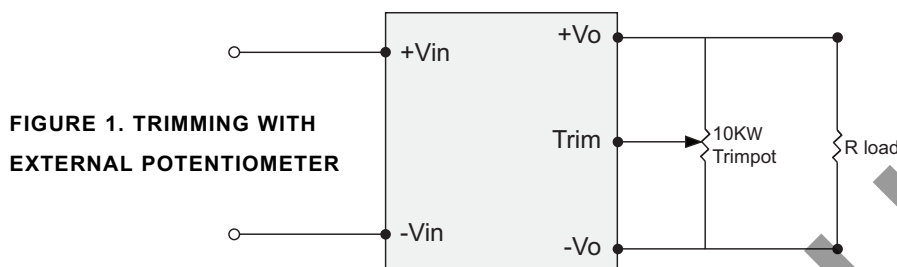 +Vo
+Vin
FIGURE 1. TRIMMING WITH
EXTERNAL POTENTIOMETER
Trim
10KW
Trimpot
R load
-Vin
-Vo